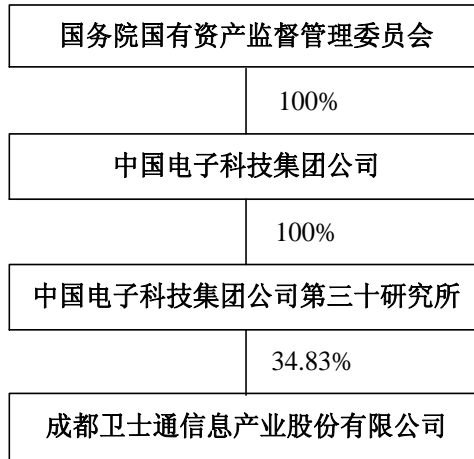 国务院国有资产监督管理委员会
100%
中国电子科技集团公司
100%
中国电子科技集团公司第三十研究所
34.83%
成都卫士通信息产业股份有限公司